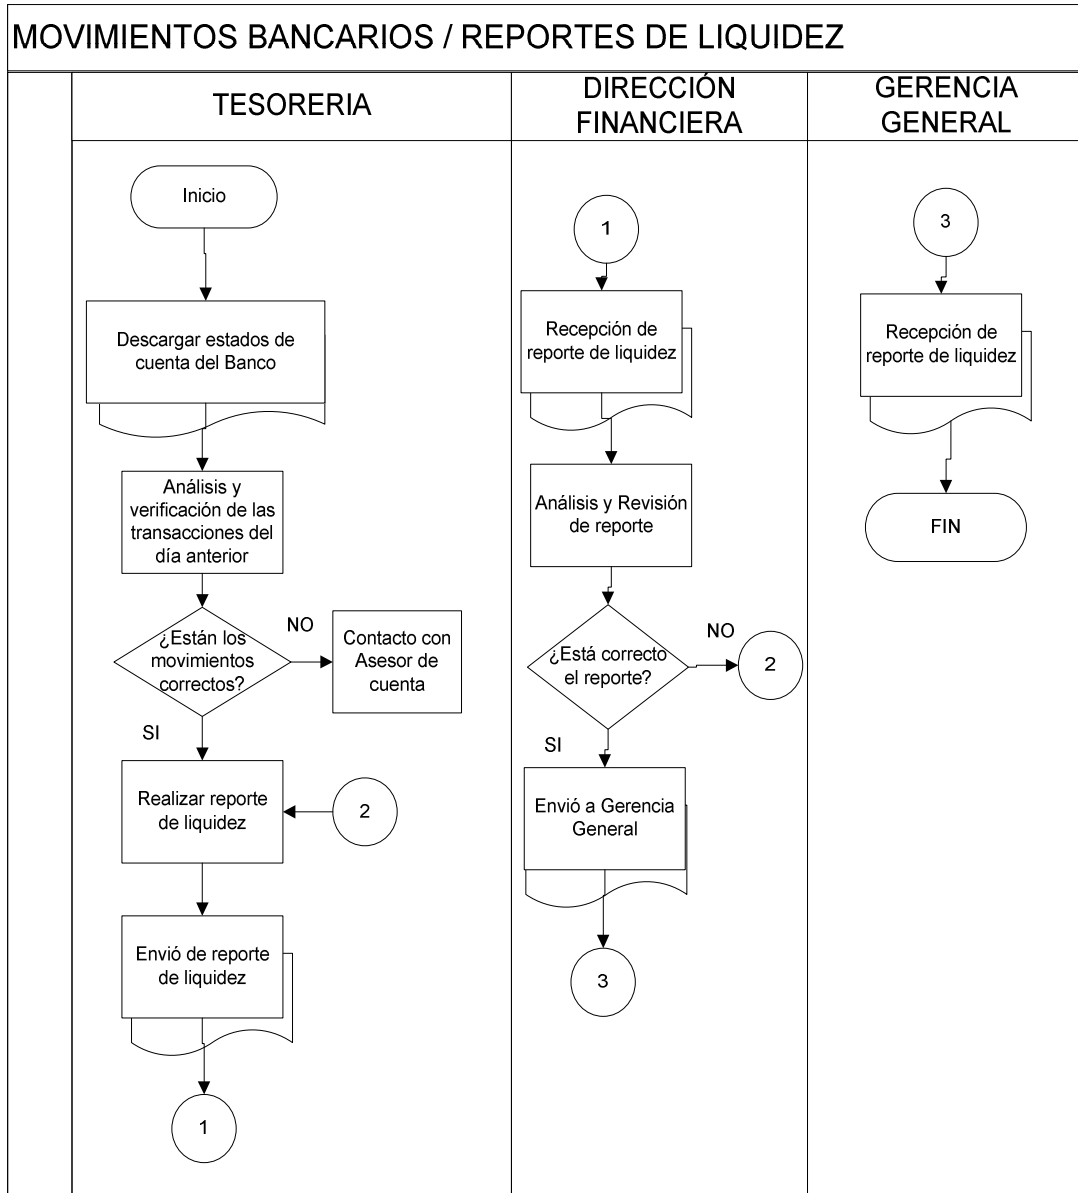 MOVIMIENTOS BANCARIOS / REPORTES DE LIQUIDEZ
TESORERIA
DIRECCIÓN
FINANCIERA
GERENCIA
GENERAL
Inicio
Descargar estados de
cuenta del Banco
Análisis y
verificación de las
transacciones del
día anterior
¿Están los
movimientos
correctos?
NO
Contacto con
Asesor de
cuenta
SI
Realizar reporte
de liquidez
2
Envió de reporte
de liquidez
1
1
Recepción de
reporte de liquidez
Análisis y Revisión
de reporte
¿Está correcto
el reporte?
NO
2
SI
Envió a Gerencia
General
3
3
Recepción de
reporte de liquidez
FIN